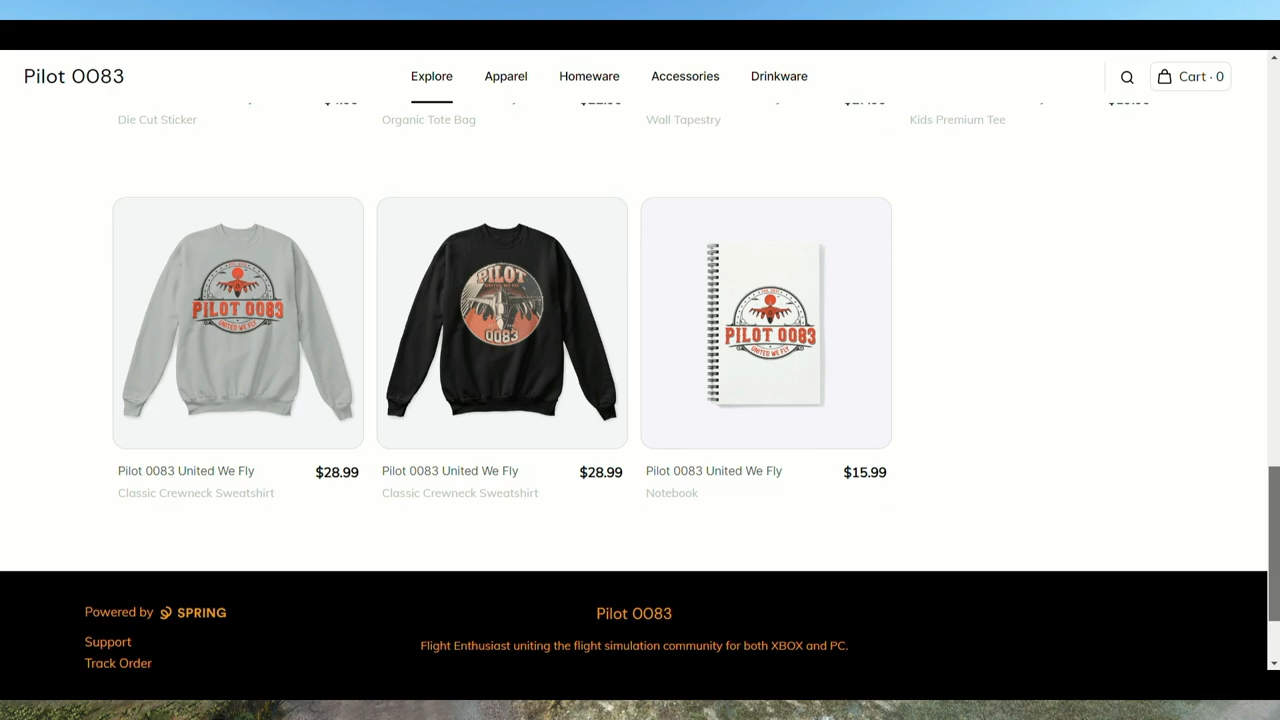 Pilot 0083
Explore
Apparel
Homeware
Accessories
Drinkware
Cart · 0
Die Cut Sticker
Organic Tote Bag
Wall Tapestry
Kids Premium Tee
PILOT 0083
UNITED WE FLY
PILOT
UNITED WE FLY
0083
PILOT 0083
UNITED WE FLY
Pilot 0083 United We Fly
$28.99
Classic Crewneck Sweatshirt
Pilot 0083 United We Fly
$28.99
Classic Crewneck Sweatshirt
Pilot 0083 United We Fly
$15.99
Notebook
Powered by SPRING
Support
Track Order
Pilot 0083
Flight Enthusiast uniting the flight simulation community for both XBOX and PC.